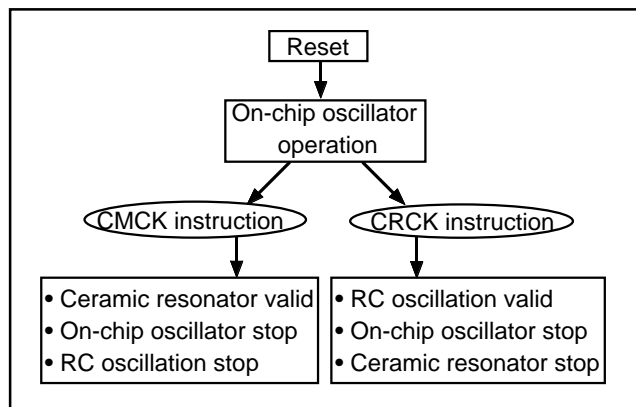 Reset
On-chip oscillator
operation
CMCK instruction
CRCK instruction
• Ceramic resonator valid
• On-chip oscillator stop
• RC oscillation stop
• RC oscillation valid
• On-chip oscillator stop
• Ceramic resonator stop